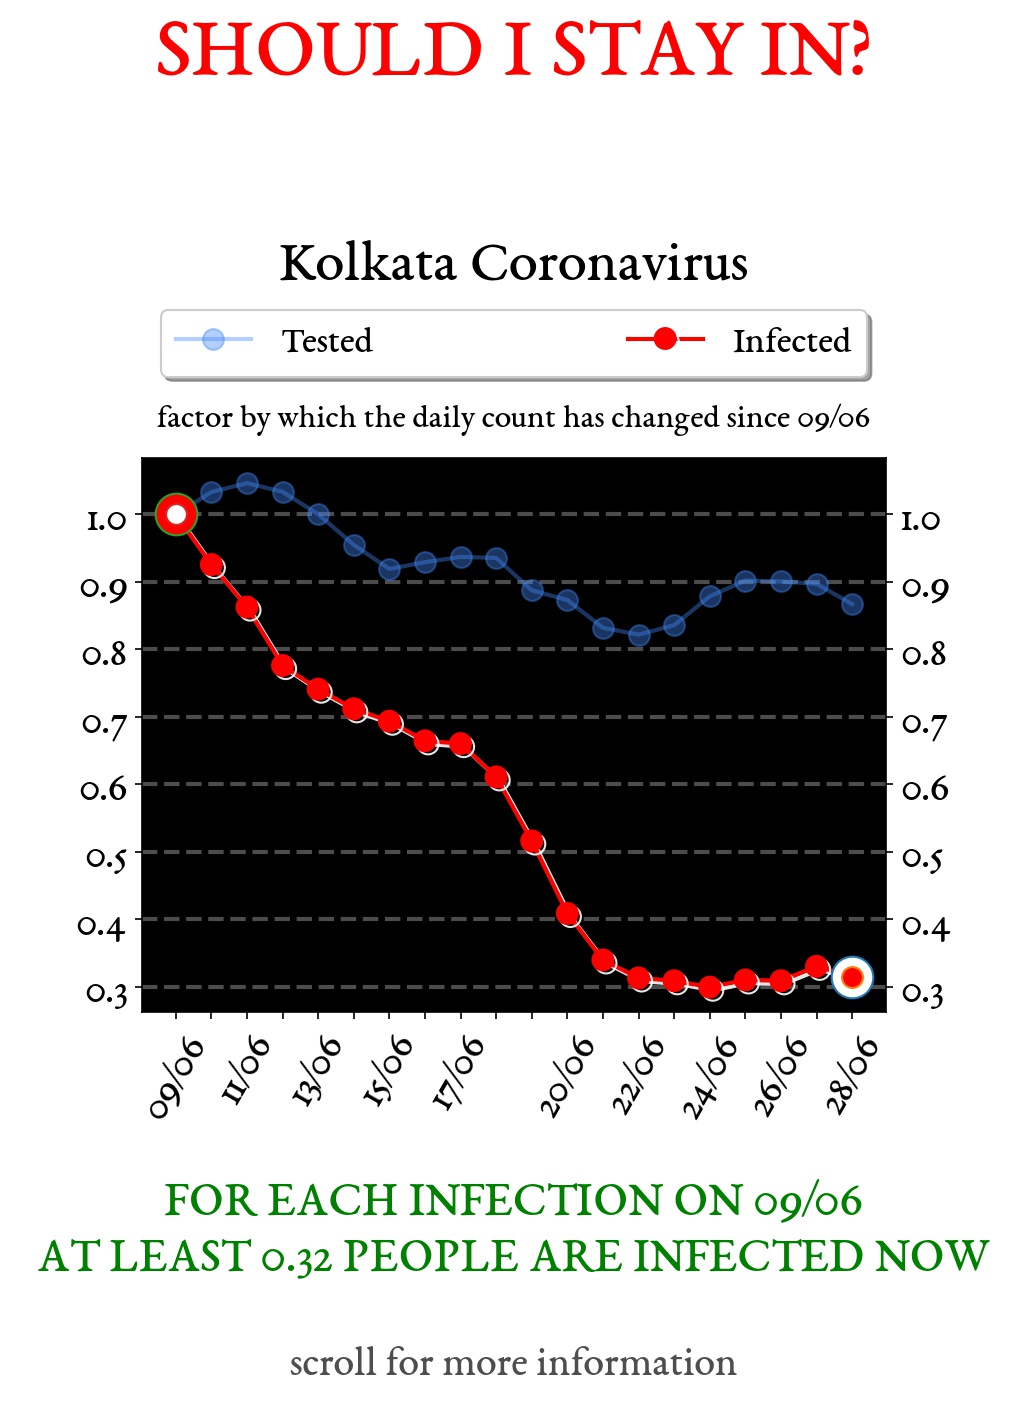 SHOULD I STAY IN?
Kolkata Coronavirus
Tested Infected
factor by which the daily count has changed since 09/06
1.0 1.0
0.9 0.9
0.8 0.8
0.7 0.7
0.6 0.6
0.5 0.5
0.4 0.4
0.3 0.3
09/06 11/06 13/06 15/06 17/06 20/06 22/06 24/06 26/06 28/06
FOR EACH INFECTION ON 09/06
AT LEAST 0.32 PEOPLE ARE INFECTED NOW
scroll for more information